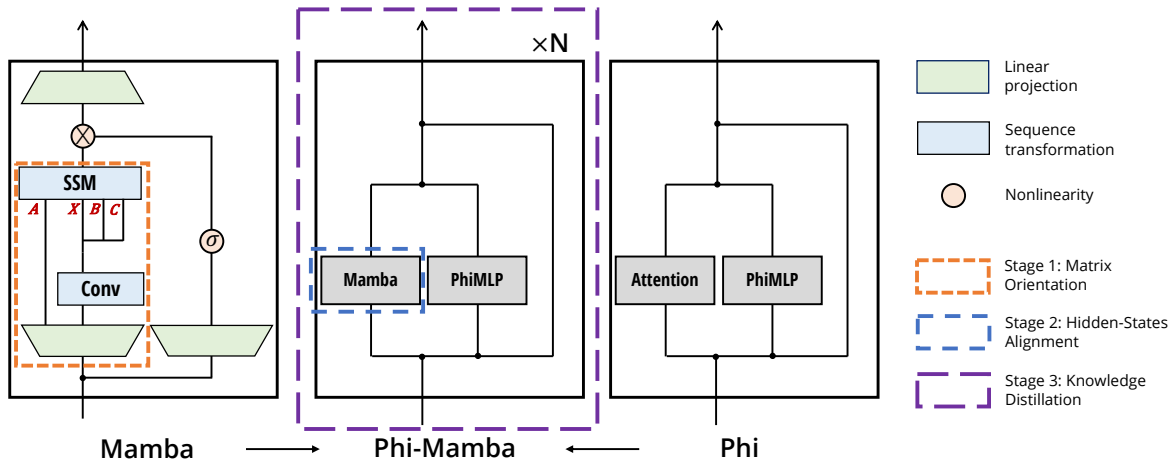 ×N
Linear
projection
Sequence
transformation
Nonlinearity
SSM
A X B C
σ
Conv
Mamba PhiMLP
Attention PhiMLP
Stage 1: Matrix
Orientation
Stage 2: Hidden-States
Alignment
Stage 3: Knowledge
Distillation
Mamba
Phi-Mamba
Phi